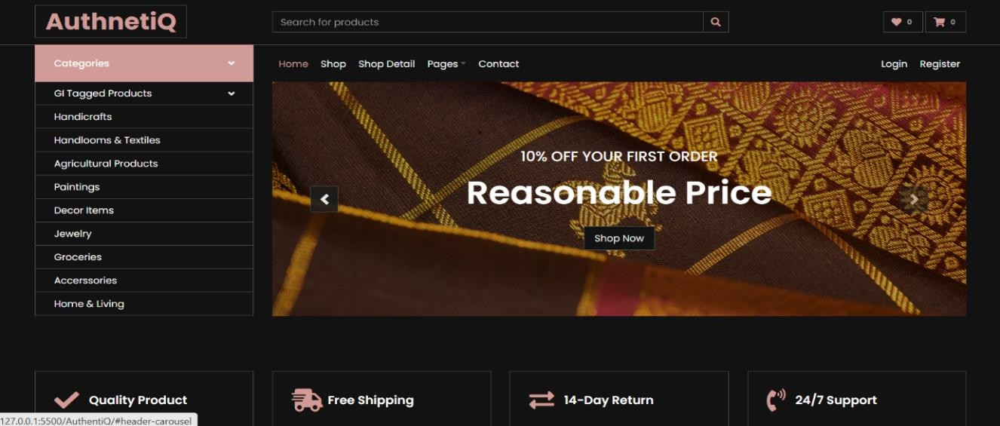 AuthnetiQ
Search for products
0
0
Categories
Home Shop Shop Detail Pages Contact
Login Register
GI Tagged Products
Handicrafts
Handlooms & Textiles
Agricultural Products
Paintings
Decor Items
Jewelry
Groceries
Accerssories
Home & Living
10% OFF YOUR FIRST ORDER
Reasonable Price
Shop Now
Quality Product
Free Shipping
14-Day Return
24/7 Support
127.0.0.1:5500/AuthentiQ/#header-carousel